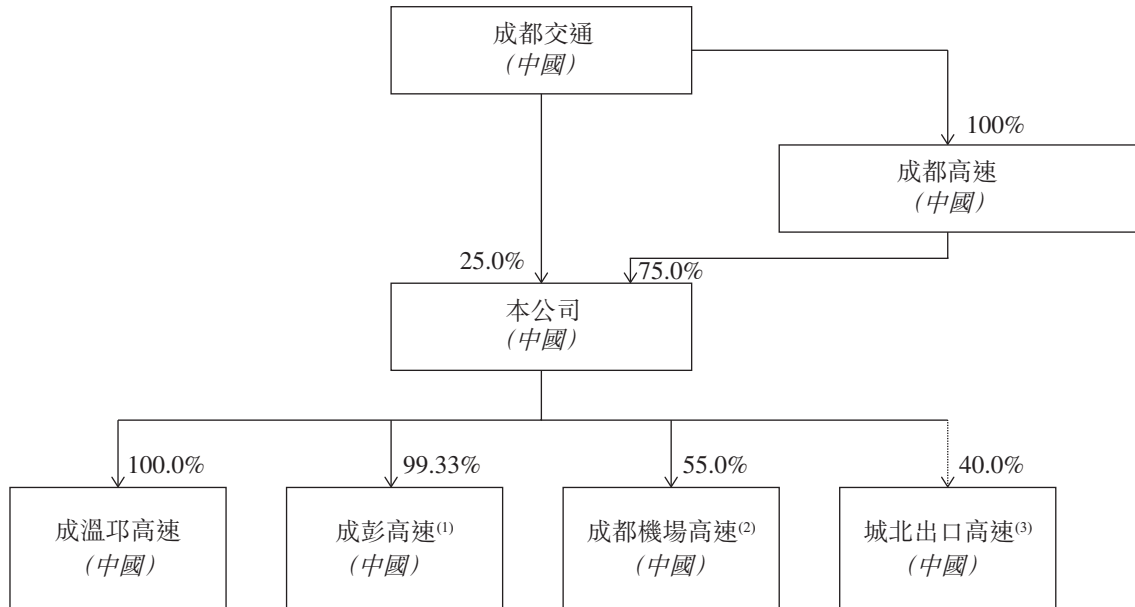 成都交通
（中國）
100%
成都高速
（中國）
25.0%
75.0%
本公司
（中國）
100.0%
99.33%
55.0%
40.0%
成溫邛高速
（中國）
成彭高速(1)
（中國）
成都機場高速(2)
（中國）
城北出口高速(3)
（中國）